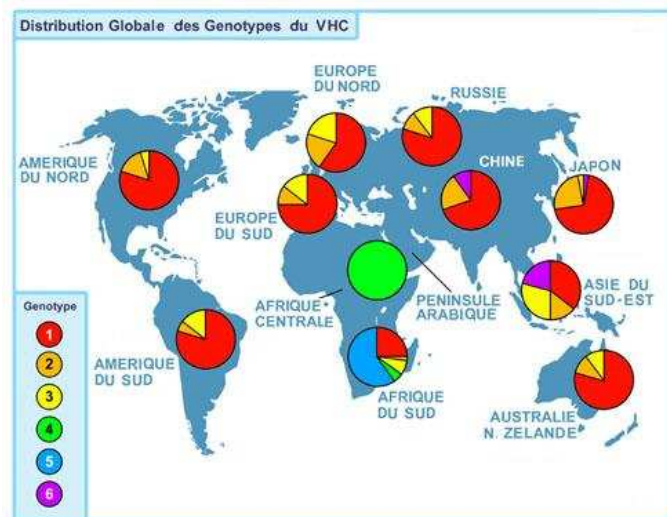 Distribution Globale des Genotypes du VHC
EUROPE
DU NORD
RUSSIE
AMERIQUE
DU NORD
CHINE
JAPON
EUROPE
DU SUD
AFRIQUE
CENTRALE
PENINSULE
ARABIQUE
ASIE DU
SUD-EST
AMERIQUE
DU SUD
AFRIQUE
DU SUD
AUSTRALIE
N. ZELANDE
Genotype
1
2
3
4
5
6